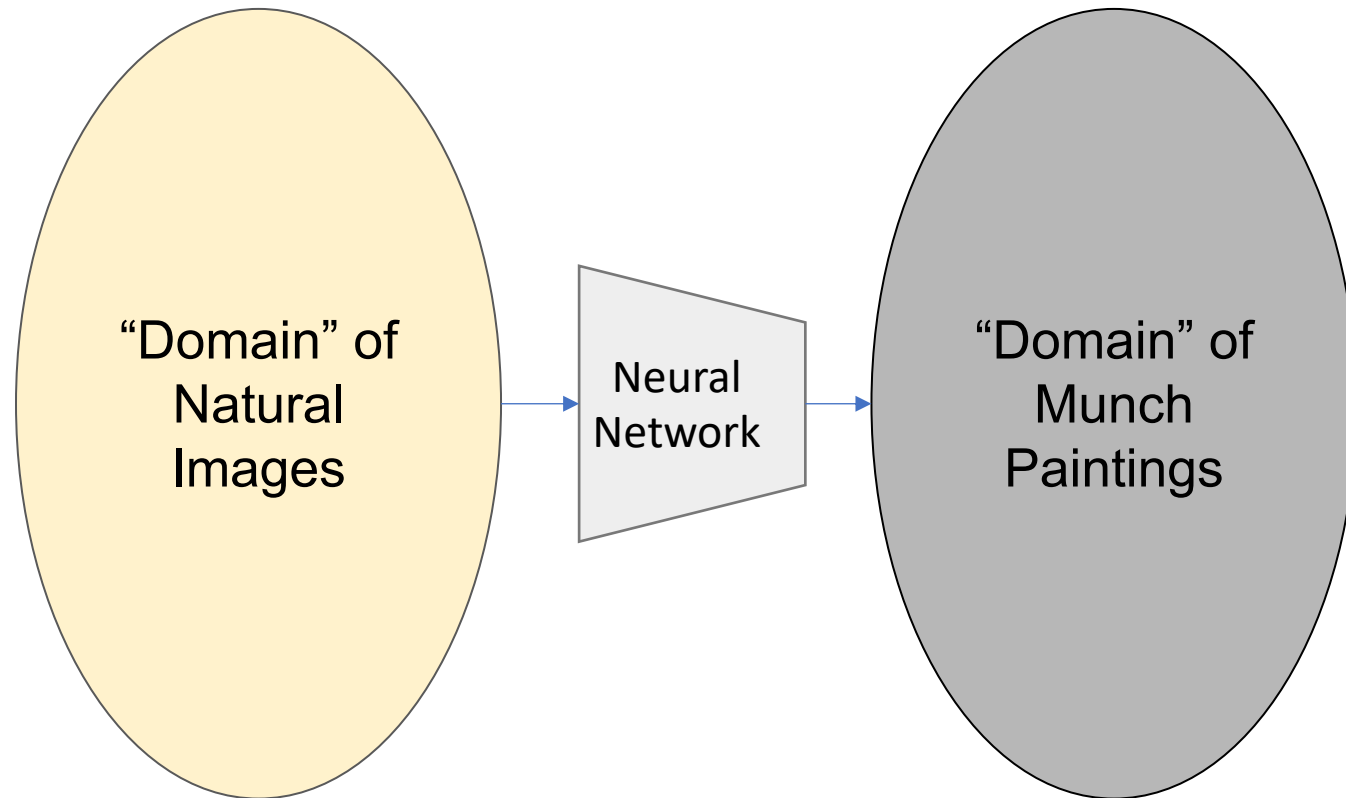 “Domain” of
Natural
Images
Neural
Network
“Domain” of
Munch
Paintings